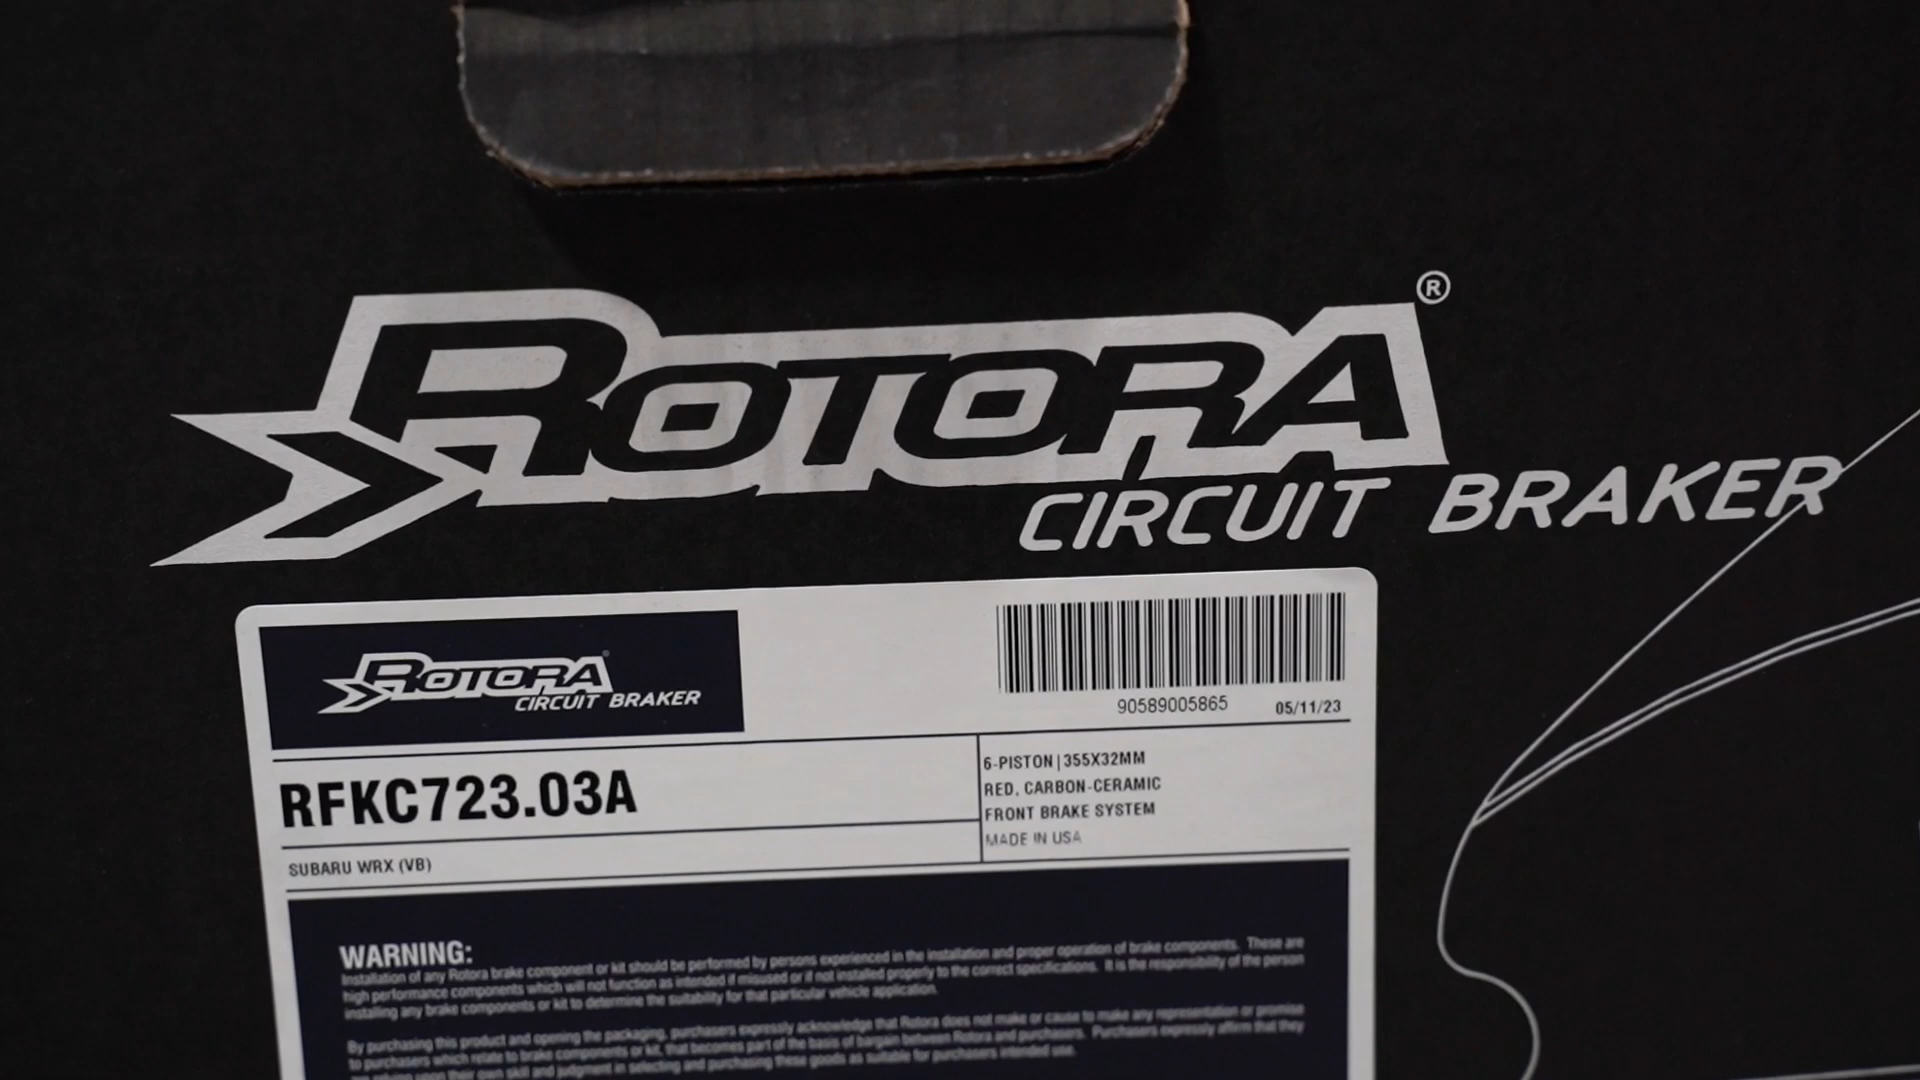 ROTORA®
CIRCUIT BRAKER
ROTORA
CIRCUIT BRAKER
90589005865
05/11/23
RFKC723.03A
6-PISTON | 355X32MM
RED. CARBON-CERAMIC
FRONT BRAKE SYSTEM
MADE IN USA
SUBARU WRX (VB)
WARNING:
Installation of any Rotora brake component or kit should be performed by persons experienced in the installation and proper operation of brake components. These are
high performance components which will not function as intended if misused or if not installed properly to the correct specifications. It is the responsibility of the person
installing any brake components or kit to determine the suitability for that particular vehicle application.
By purchasing this product and opening the packaging, purchasers expressly acknowledge that Rotora does not make or cause to make any representation or promise
to purchasers which relate to brake components or kit, that becomes part of the basis of bargain between Rotora and purchasers. Purchasers expressly affirm that they
are relying upon their own skill and judgment in selecting and purchasing these goods as suitable for purchasers intended use.